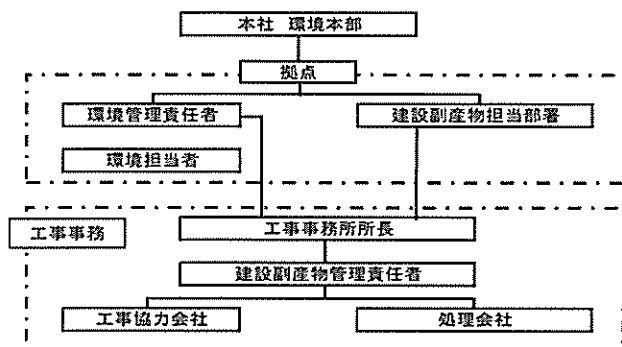 本社 環境本部
拠点
環境管理責任者
建設副産物担当部署
環境担当者
工事事務
工事事務所所長
建設副産物管理責任者
工事協力会社
処理会社